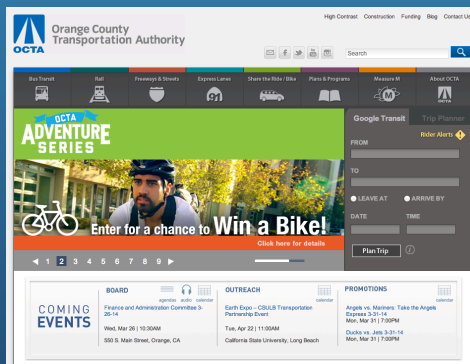 High Contrast Construction Funding Blog Contact Us
Orange County
Transportation Authority
OCTA
Search
Bus Transit Rail Freeways & Streets Express Lanes Share the Ride / Bike Plans & Programs Measure M About OCTA
91
M
OCTA
OCTA
ADVENTURE
SERIES
Enter for a chance to Win a Bike!
Click here for details
1 2 3 4 5 6 7 8 9
Google Transit Trip Planner
Rider Alerts
FROM
TO
LEAVE AT ARRIVE BY
DATE TIME
Plan Trip
COMING
EVENTS
BOARD
agendas audio calendar
Finance and Administration Committee 3-
26-14
Wed, Mar 26 | 10:30AM
550 S. Main Street, Orange, CA
OUTREACH
calendar
Earth Expo – CSULB Transportation
Partnership Event
Tue, Apr 22 | 11:00AM
California State University, Long Beach
PROMOTIONS
calendar
Angels vs. Mariners: Take the Angels
Express 3-31-14
Mon, Mar 31 | 7:00PM
Ducks vs. Jets 3-31-14
Mon, Mar 31 | 7:00PM